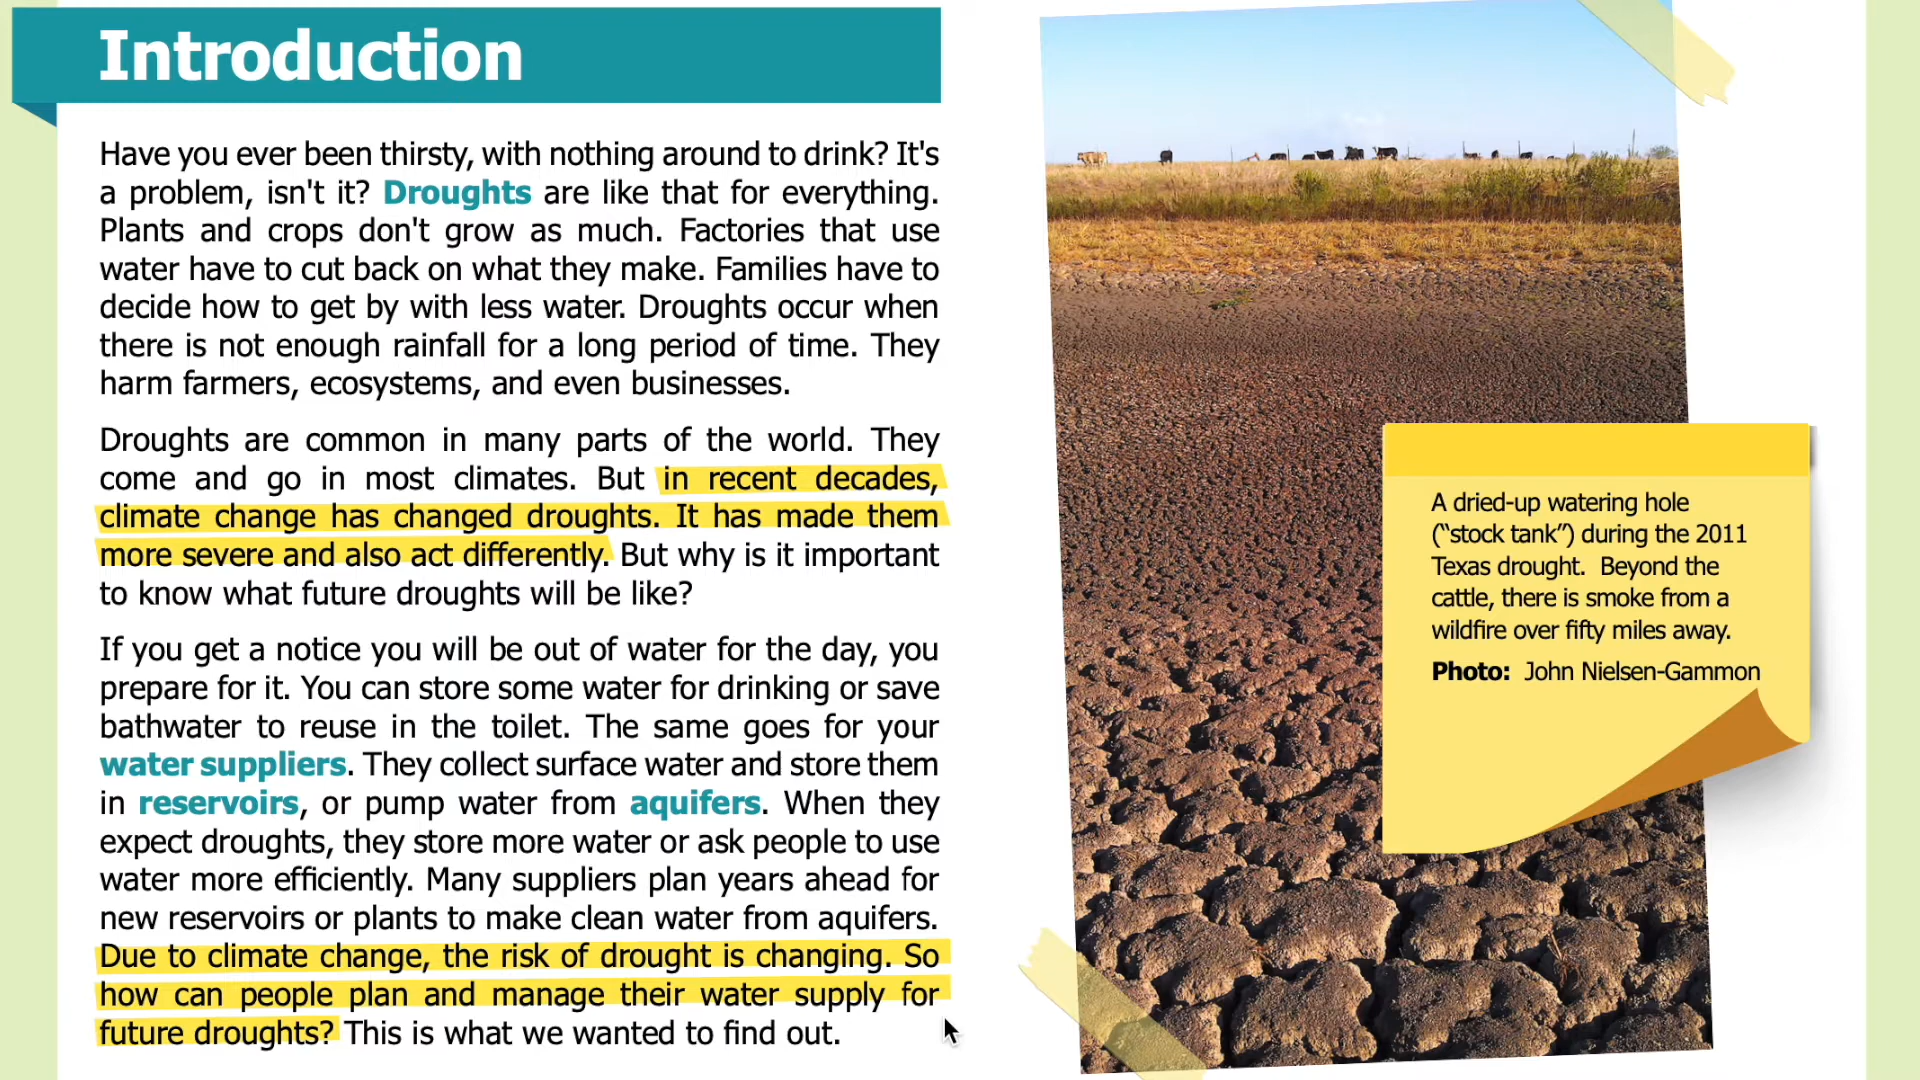 Introduction
Have you ever been thirsty, with nothing around to drink? It's
a problem, isn't it? Droughts are like that for everything.
Plants and crops don't grow as much. Factories that use
water have to cut back on what they make. Families have to
decide how to get by with less water. Droughts occur when
there is not enough rainfall for a long period of time. They
harm farmers, ecosystems, and even businesses.
Droughts are common in many parts of the world. They
come and go in most climates. But in recent decades,
climate change has changed droughts. It has made them
more severe and also act differently. But why is it important
to know what future droughts will be like?
If you get a notice you will be out of water for the day, you
prepare for it. You can store some water for drinking or save
bathwater to reuse in the toilet. The same goes for your
water suppliers. They collect surface water and store them
in reservoirs, or pump water from aquifers. When they
expect droughts, they store more water or ask people to use
water more efficiently. Many suppliers plan years ahead for
new reservoirs or plants to make clean water from aquifers.
Due to climate change, the risk of drought is changing. So
how can people plan and manage their water supply for
future droughts? This is what we wanted to find out.
A dried-up watering hole
(“stock tank”) during the 2011
Texas drought. Beyond the
cattle, there is smoke from a
wildfire over fifty miles away.
Photo: John Nielsen-Gammon